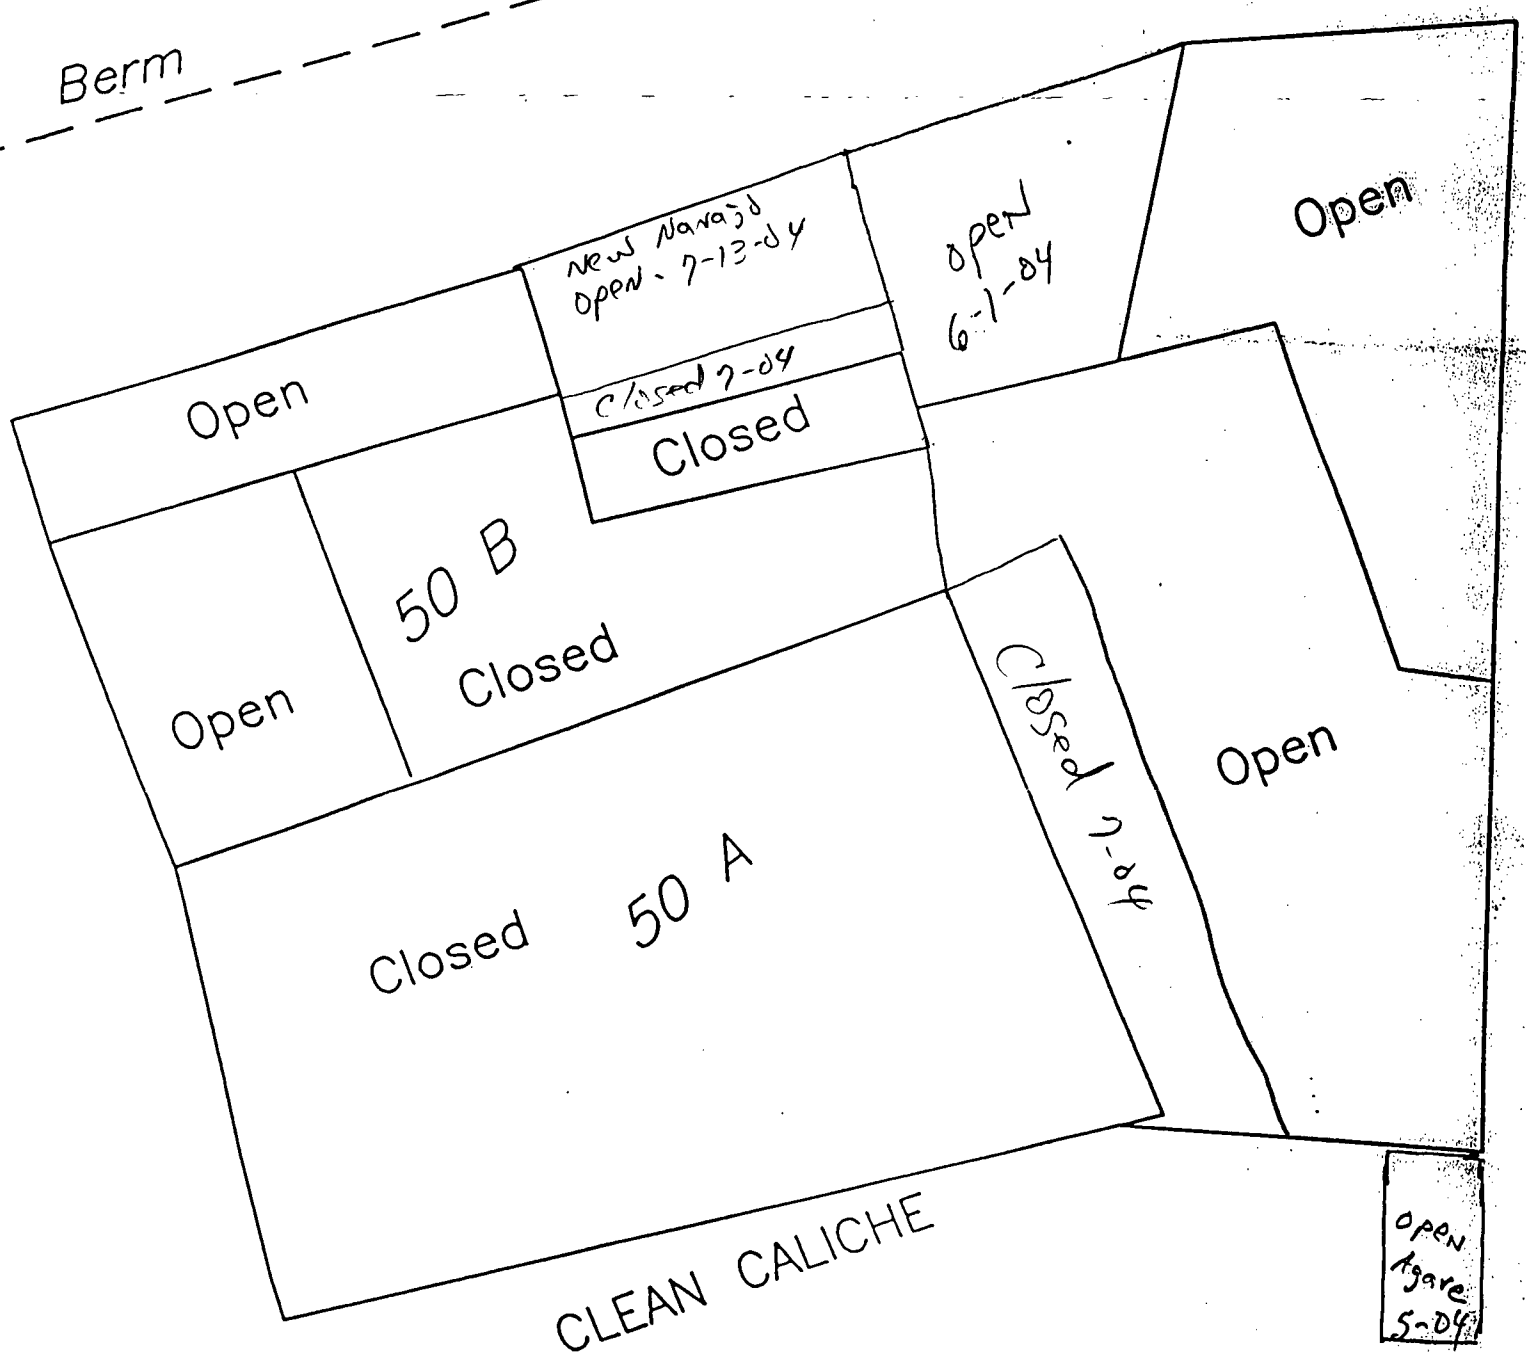 Berm
New Navajo
Open - 7-13-04
Open
6-1-04
Open
Open
Closed 7-04
Closed
50 B
Closed
Open
Closed 7-04
Open
Closed 50 A
CLEAN CALICHE
Open
Agave
5-04